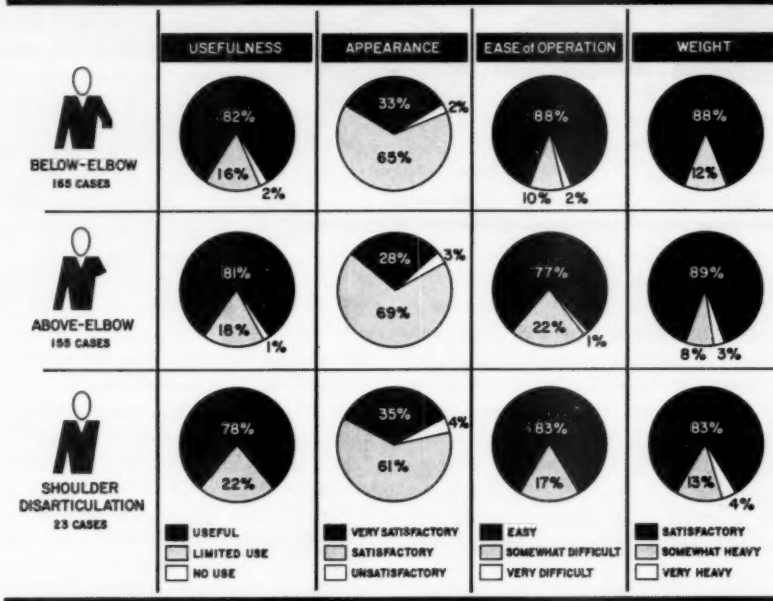 USEFULNESS
APPEARANCE
EASE of OPERATION
WEIGHT
BELOW-ELBOW
165 CASES
82%
16%
2%
33%
2%
65%
88%
10%
2%
88%
12%
ABOVE-ELBOW
155 CASES
81%
18%
1%
28%
3%
69%
77%
22%
1%
89%
8%
3%
SHOULDER
DISARTICULATION
23 CASES
78%
22%
35%
4%
61%
83%
17%
83%
13%
4%
USEFUL
LIMITED USE
NO USE
VERY SATISFACTORY
SATISFACTORY
UNSATISFACTORY
EASY
SOMEWHAT DIFFICULT
VERY DIFFICULT
SATISFACTORY
SOMEWHAT HEAVY
VERY HEAVY